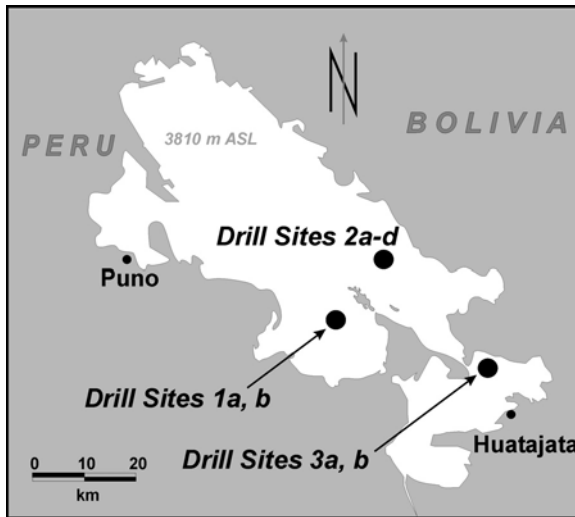 N
PERU
BOLIVIA
3810 m ASL
Drill Sites 2a-d
Puno
Drill Sites 1a, b
Huatajata
Drill Sites 3a, b
0 10 20
km